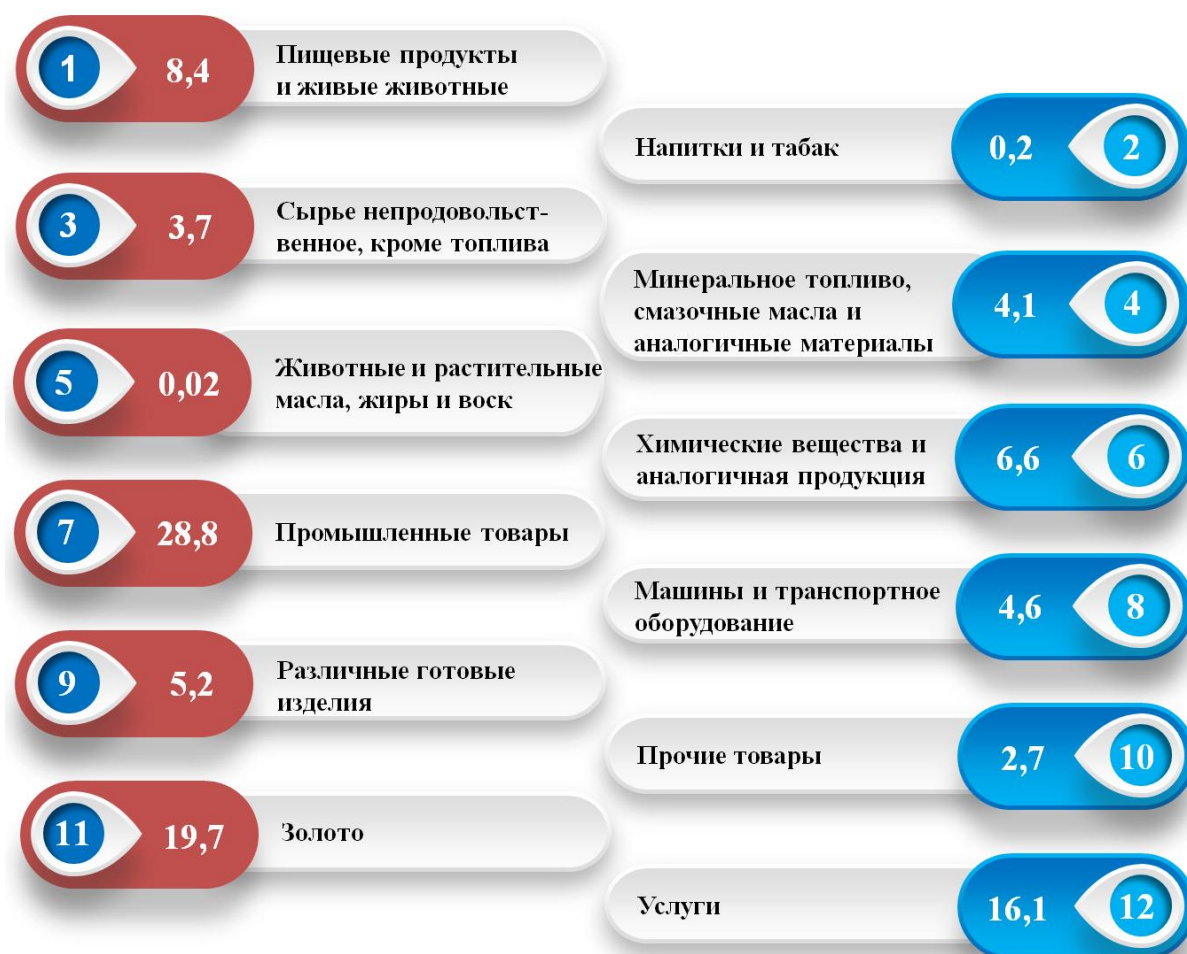 1
8,4
Пищевые продукты
и живые животные
Напитки и табак
0,2
2
3
3,7
Сырье непродовольст-
венное, кроме топлива
Минеральное топливо,
смазочные масла и
аналогичные материалы
4,1
4
5
0,02
Животные и растительные
масла, жиры и воск
Химические вещества и
аналогичная продукция
6,6
6
7
28,8
Промышленные товары
Машины и транспортное
оборудование
4,6
8
9
5,2
Различные готовые
изделия
Прочие товары
2,7
10
11
19,7
Золото
Услуги
16,1
12